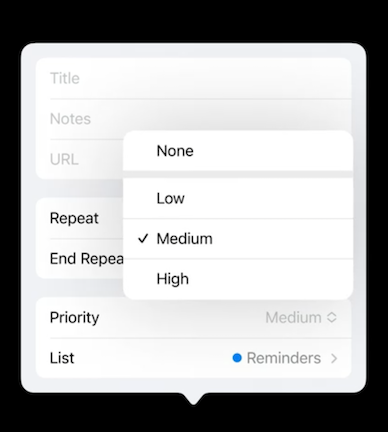 Title
Notes
URL
None
Low
✓ Medium
High
Repeat
End Repea
Priority Medium
List Reminders